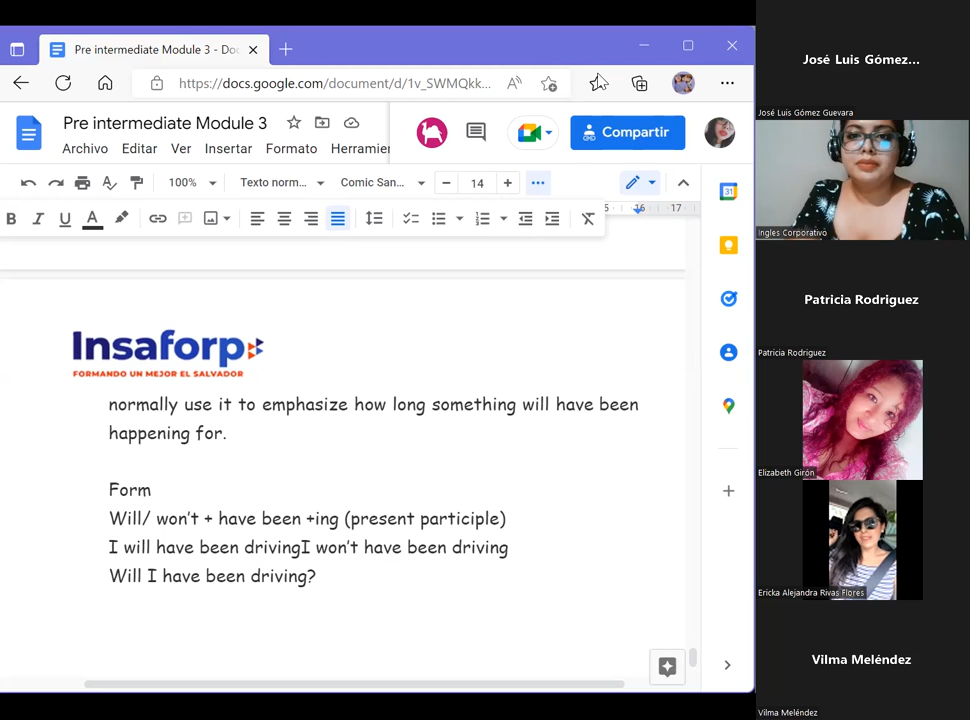 Pre intermediate Module 3 - Doc
https://docs.google.com/document/d/1v_SWMQkk...
Pre intermediate Module 3
Archivo Editar Ver Insertar Formato Herramie
Compartir
100% Texto norm... Comic San... 14
16 17
Insaforp
FORMANDO UN MEJOR EL SALVADOR
normally use it to emphasize how long something will have been
happening for.
Form
Will/ won't + have been +ing (present participle)
I will have been drivingI won't have been driving
Will I have been driving?
José Luis Gómez...
José Luis Gómez Guevara
Ingles Corporativo
Patricia Rodriguez
Patricia Rodriguez
Elizabeth Girón
Ericka Alejandra Rivas Flores
Vilma Meléndez
Vilma Meléndez